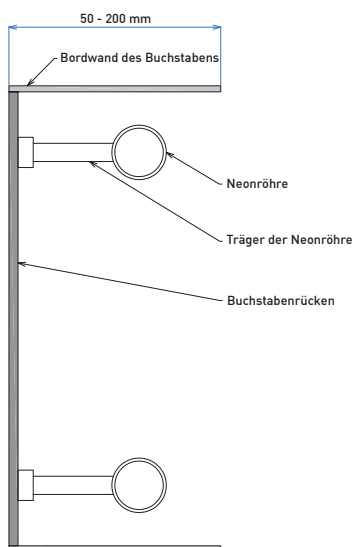 50 - 200 mm
Bordwand des Buchstabens
Neonröhre
Träger der Neonröhre
Buchstabenrücken